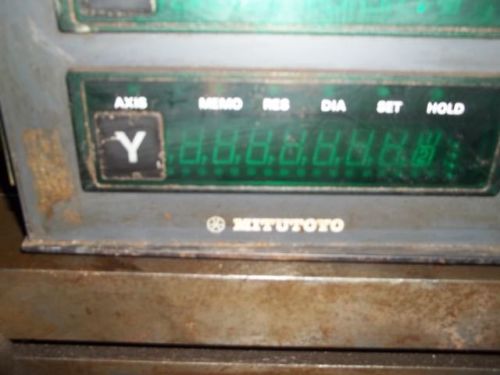 AXIS MEMO RES DIA SET HOLD
Y
MITUTOYO